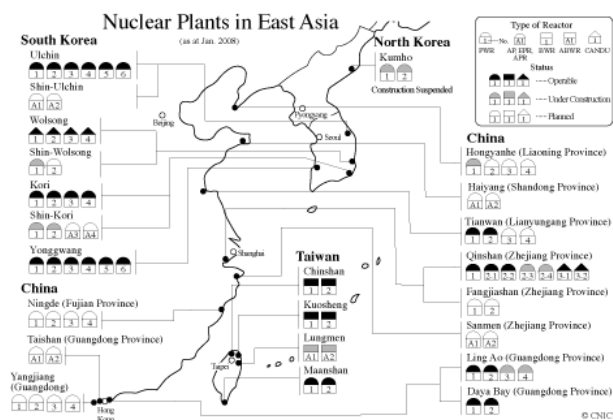 Nuclear Plants in East Asia
(as at Jan. 2008)
Type of Reactor
No.
PWR
AP, EPR, APR
BWR
ABWR
CANDU
Status
Operable
Under Construction
Planned
South Korea
Ulchin
1 2 3 4 5 6
Shin-Ulchin
A1 A2
Wolsong
1 2 3 4
Shin-Wolsong
1 2
Kori
1 2 3 4
Shin-Kori
1 2 A3 A4
Yonggwang
1 2 3 4 5 6
China
Ningde (Fujian Province)
1 2 3 4
Taishan (Guangdong Province)
A1 A2
Yangjiang
(Guangdong)
1 2 3 4
North Korea
Kumho
1 2
Construction Suspended
Beijing
Pyongyang
Seoul
Shanghai
Taipei
Hong
Kong
Taiwan
Chinshan
1 2
Kuosheng
1 2
Lungmen
A1 A2
Maanshan
1 2
China
Hongyanhe (Liaoning Province)
1 2 3 4
Haiyang (Shandong Province)
A1 A2
Tianwan (Lianyungang Province)
1 2 3 4
Qinshan (Zhejiang Province)
1 2-1 2-2 2-3 2-4 3-1 3-2
Fangjiashan (Zhejiang Province)
1 2
Sanmen (Zhejiang Province)
A1 A2
Ling Ao (Guangdong Province)
1 2 3 4
Daya Bay (Guangdong Province)
1 2
© CNIC